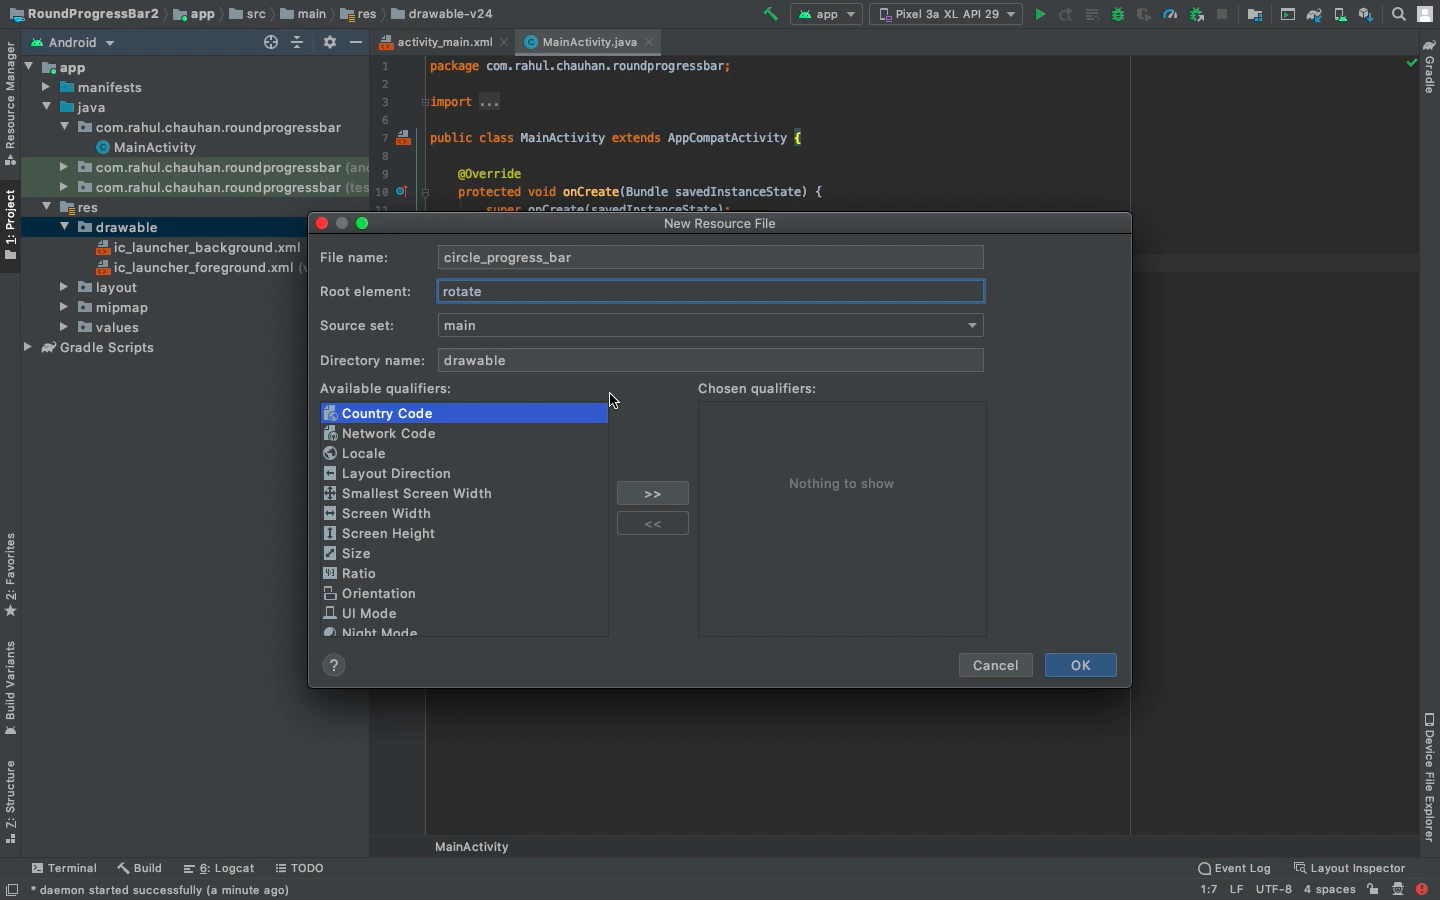 RoundProgressBar2 app src main res drawable-v24 app Pixel 3a XL API 29
Android activity_main.xml MainActivity.java
Resource Manager
1: Project
2: Favorites
Build Variants
Z: Structure
Gradle
Device File Explorer
app
manifests
java
com.rahul.chauhan.roundprogressbar
MainActivity
com.rahul.chauhan.roundprogressbar (and
com.rahul.chauhan.roundprogressbar (tes
res
drawable
ic_launcher_background.xml
ic_launcher_foreground.xml (v
layout
mipmap
values
Gradle Scripts
1 package com.rahul.chauhan.roundprogressbar;
2
3 import ...
6
7 public class MainActivity extends AppCompatActivity {
8
9 @Override
10 protected void onCreate(Bundle savedInstanceState) {
11 super.onCreate(savedInstanceState);
New Resource File
File name: circle_progress_bar
Root element: rotate
Source set: main
Directory name: drawable
Available qualifiers: Chosen qualifiers:
Country Code
Network Code
Locale
Layout Direction
Smallest Screen Width
Screen Width
Screen Height
Size
Ratio
Orientation
UI Mode
Night Mode
>>
<<
Nothing to show
? Cancel OK
MainActivity
Terminal Build 6: Logcat TODO Event Log Layout Inspector
* daemon started successfully (a minute ago) 1:7 LF UTF-8 4 spaces